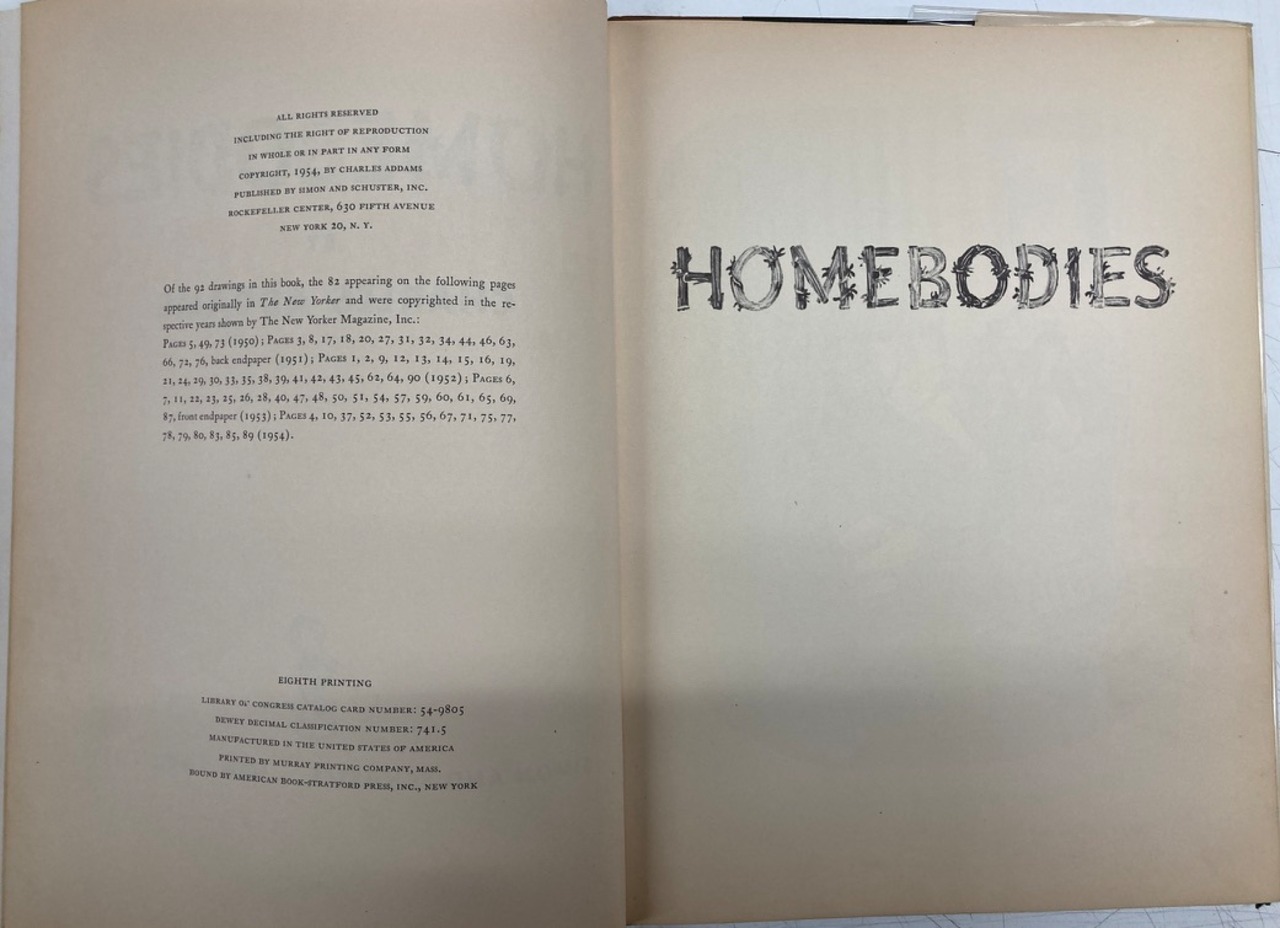 ALL RIGHTS RESERVED
INCLUDING THE RIGHT OF REPRODUCTION
IN WHOLE OR IN PART IN ANY FORM
COPYRIGHT, 1954, BY CHARLES ADDAMS
PUBLISHED BY SIMON AND SCHUSTER, INC.
ROCKEFELLER CENTER, 630 FIFTH AVENUE
NEW YORK 20, N. Y.
Of the 92 drawings in this book, the 82 appearing on the following pages
appeared originally in The New Yorker and were copyrighted in the re-
spective years shown by The New Yorker Magazine, Inc.:
PAGES 5, 49, 73 (1950); PAGES 3, 8, 17, 18, 20, 27, 31, 32, 34, 44, 46, 63,
66, 72, 76, back endpaper (1951); PAGES 1, 2, 9, 12, 13, 14, 15, 16, 19,
21, 24, 29, 30, 33, 35, 38, 39, 41, 42, 43, 45, 62, 64, 90 (1952); PAGES 6,
7, 11, 22, 23, 25, 26, 28, 40, 47, 48, 50, 51, 54, 57, 59, 60, 61, 65, 69,
87, front endpaper (1953); PAGES 4, 10, 37, 52, 53, 55, 56, 67, 71, 75, 77,
78, 79, 80, 83, 85, 89 (1954).
EIGHTH PRINTING
LIBRARY OF CONGRESS CATALOG CARD NUMBER: 54-9805
DEWEY DECIMAL CLASSIFICATION NUMBER: 741.5
MANUFACTURED IN THE UNITED STATES OF AMERICA
PRINTED BY MURRAY PRINTING COMPANY, MASS.
BOUND BY AMERICAN BOOK-STRATFORD PRESS, INC., NEW YORK
HOMEBODIES